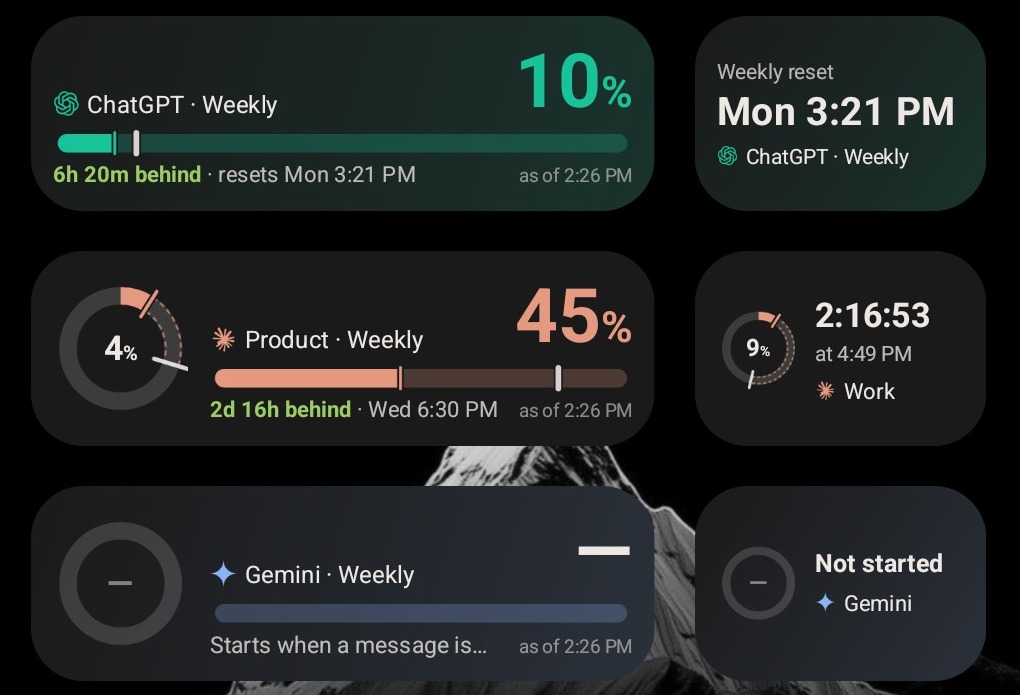 10%
ChatGPT · Weekly
6h 20m behind · resets Mon 3:21 PM
as of 2:26 PM
Weekly reset
Mon 3:21 PM
ChatGPT · Weekly
4%
45%
Product · Weekly
2d 16h behind · Wed 6:30 PM
as of 2:26 PM
9%
2:16:53
at 4:49 PM
Work
–
—
Gemini · Weekly
Starts when a message is...
as of 2:26 PM
–
Not started
Gemini